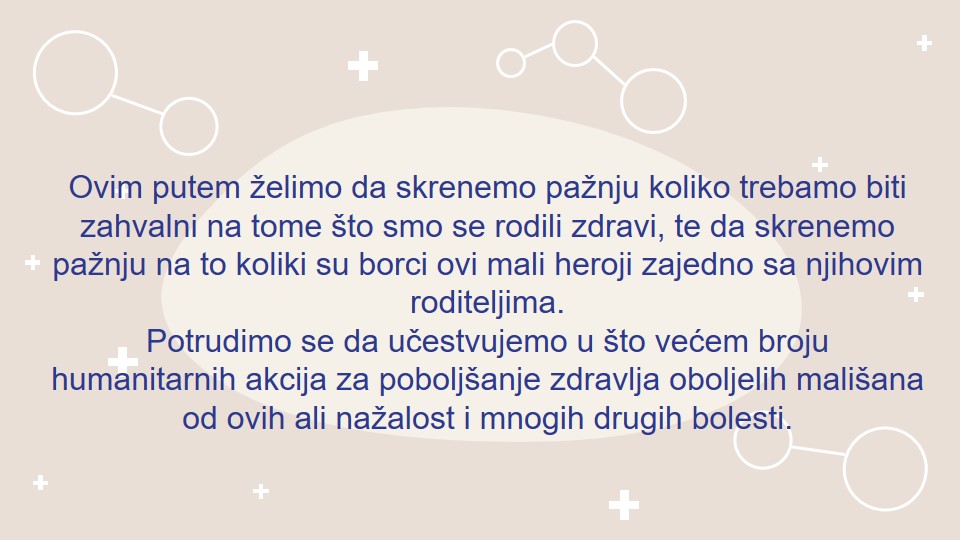 Ovim putem želimo da skrenemo pažnju koliko trebamo biti
zahvalni na tome što smo se rodili zdravi, te da skrenemo
pažnju na to koliki su borci ovi mali heroji zajedno sa njihovim
roditeljima.
Potrudimo se da učestvujemo u što većem broju
humanitarnih akcija za poboljšanje zdravlja oboljelih mališana
od ovih ali nažalost i mnogih drugih bolesti.